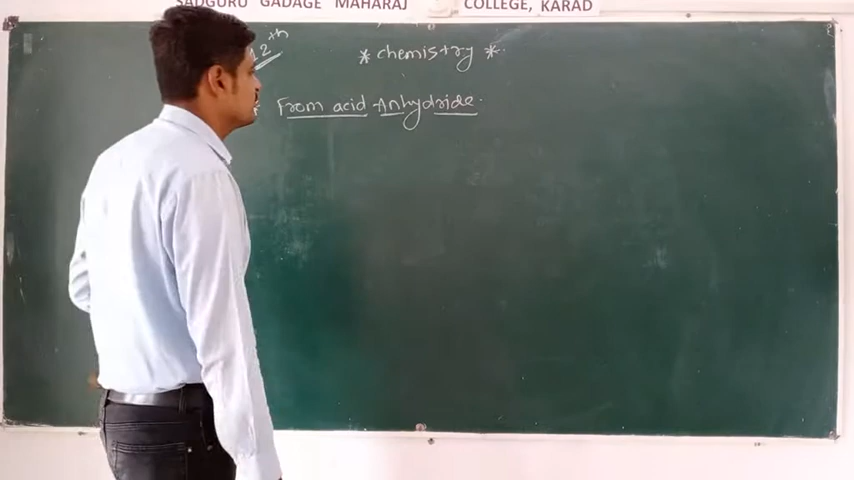 SADGURU GADAGE MAHARAJ COLLEGE, KARAD
12th
* chemistry *
From acid Anhydride.